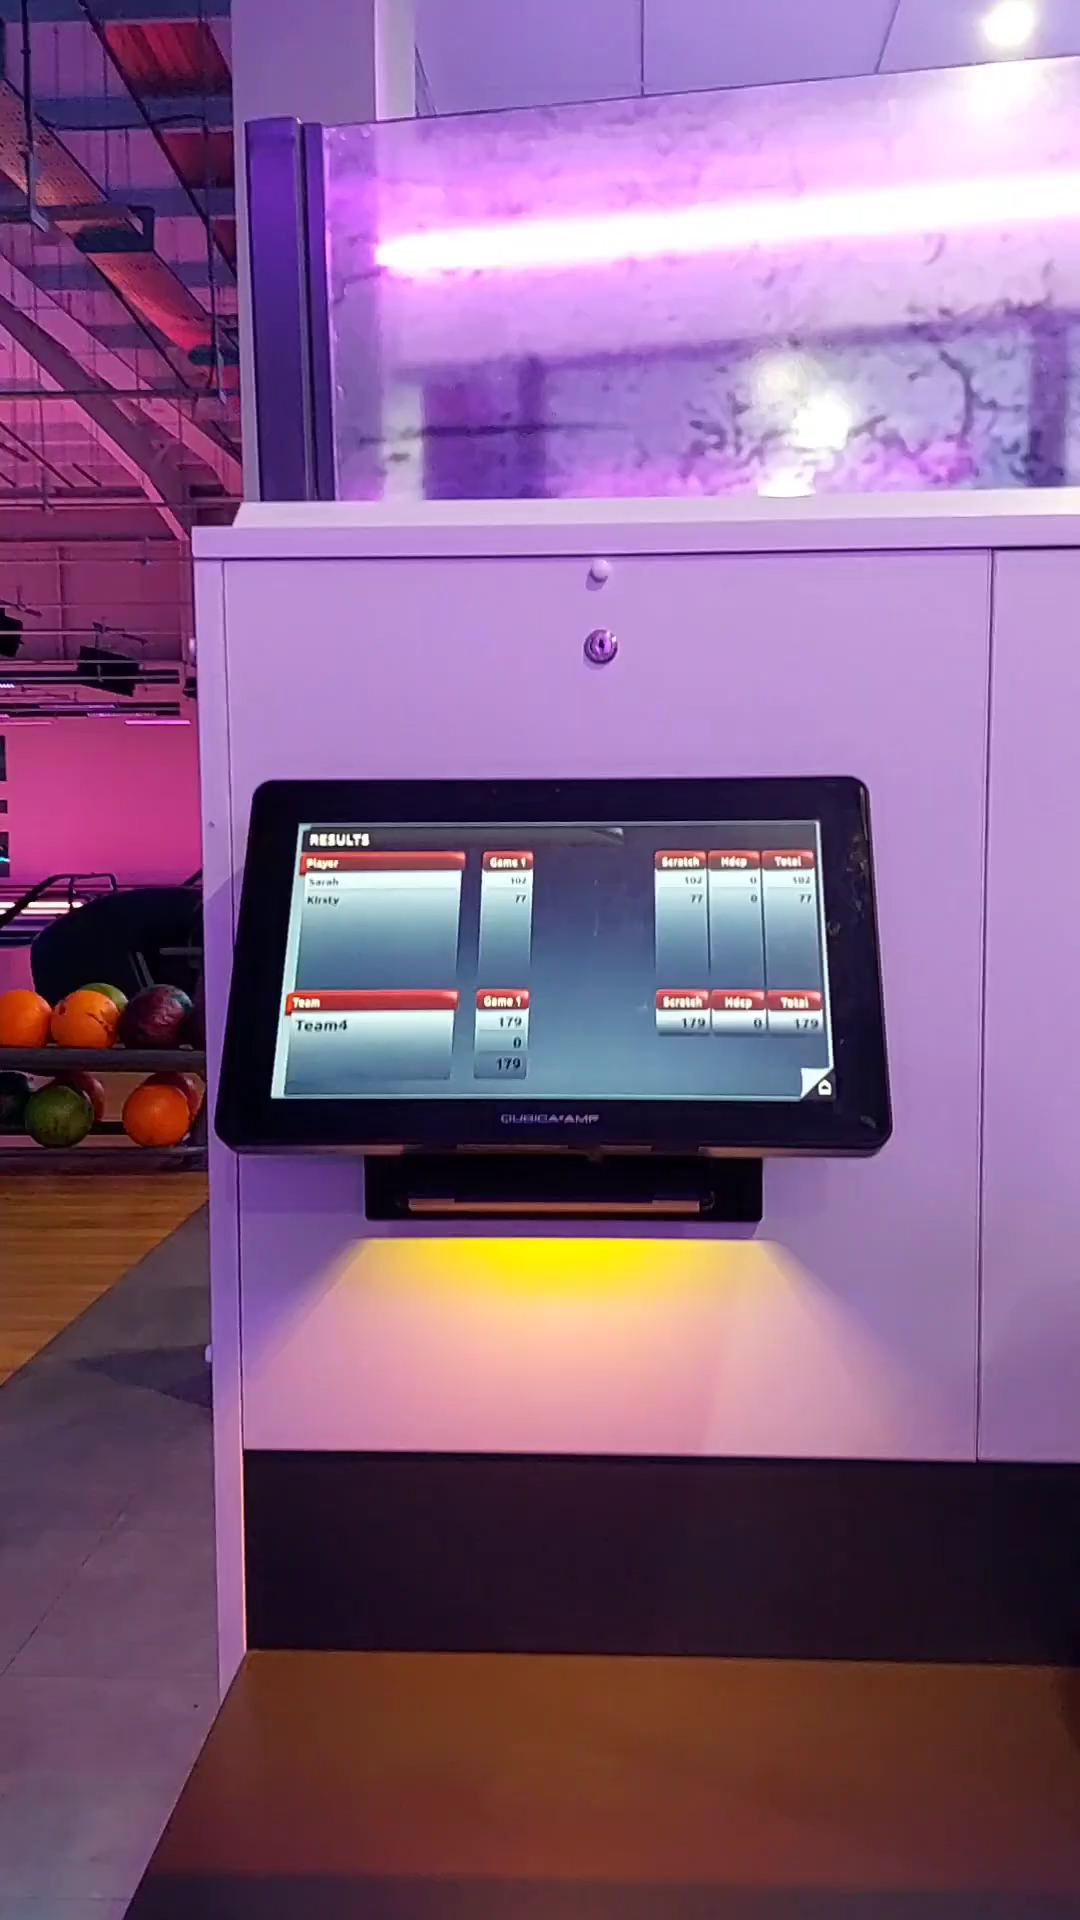 RESULTS
Player Game 1 Scratch Hdcp Total
Sarah 102 102 0 102
Kirsty 77 77 0 77
Team Game 1 Scratch Hdcp Total
Team4 179 179 0 179
0
179
QUBICAAMF